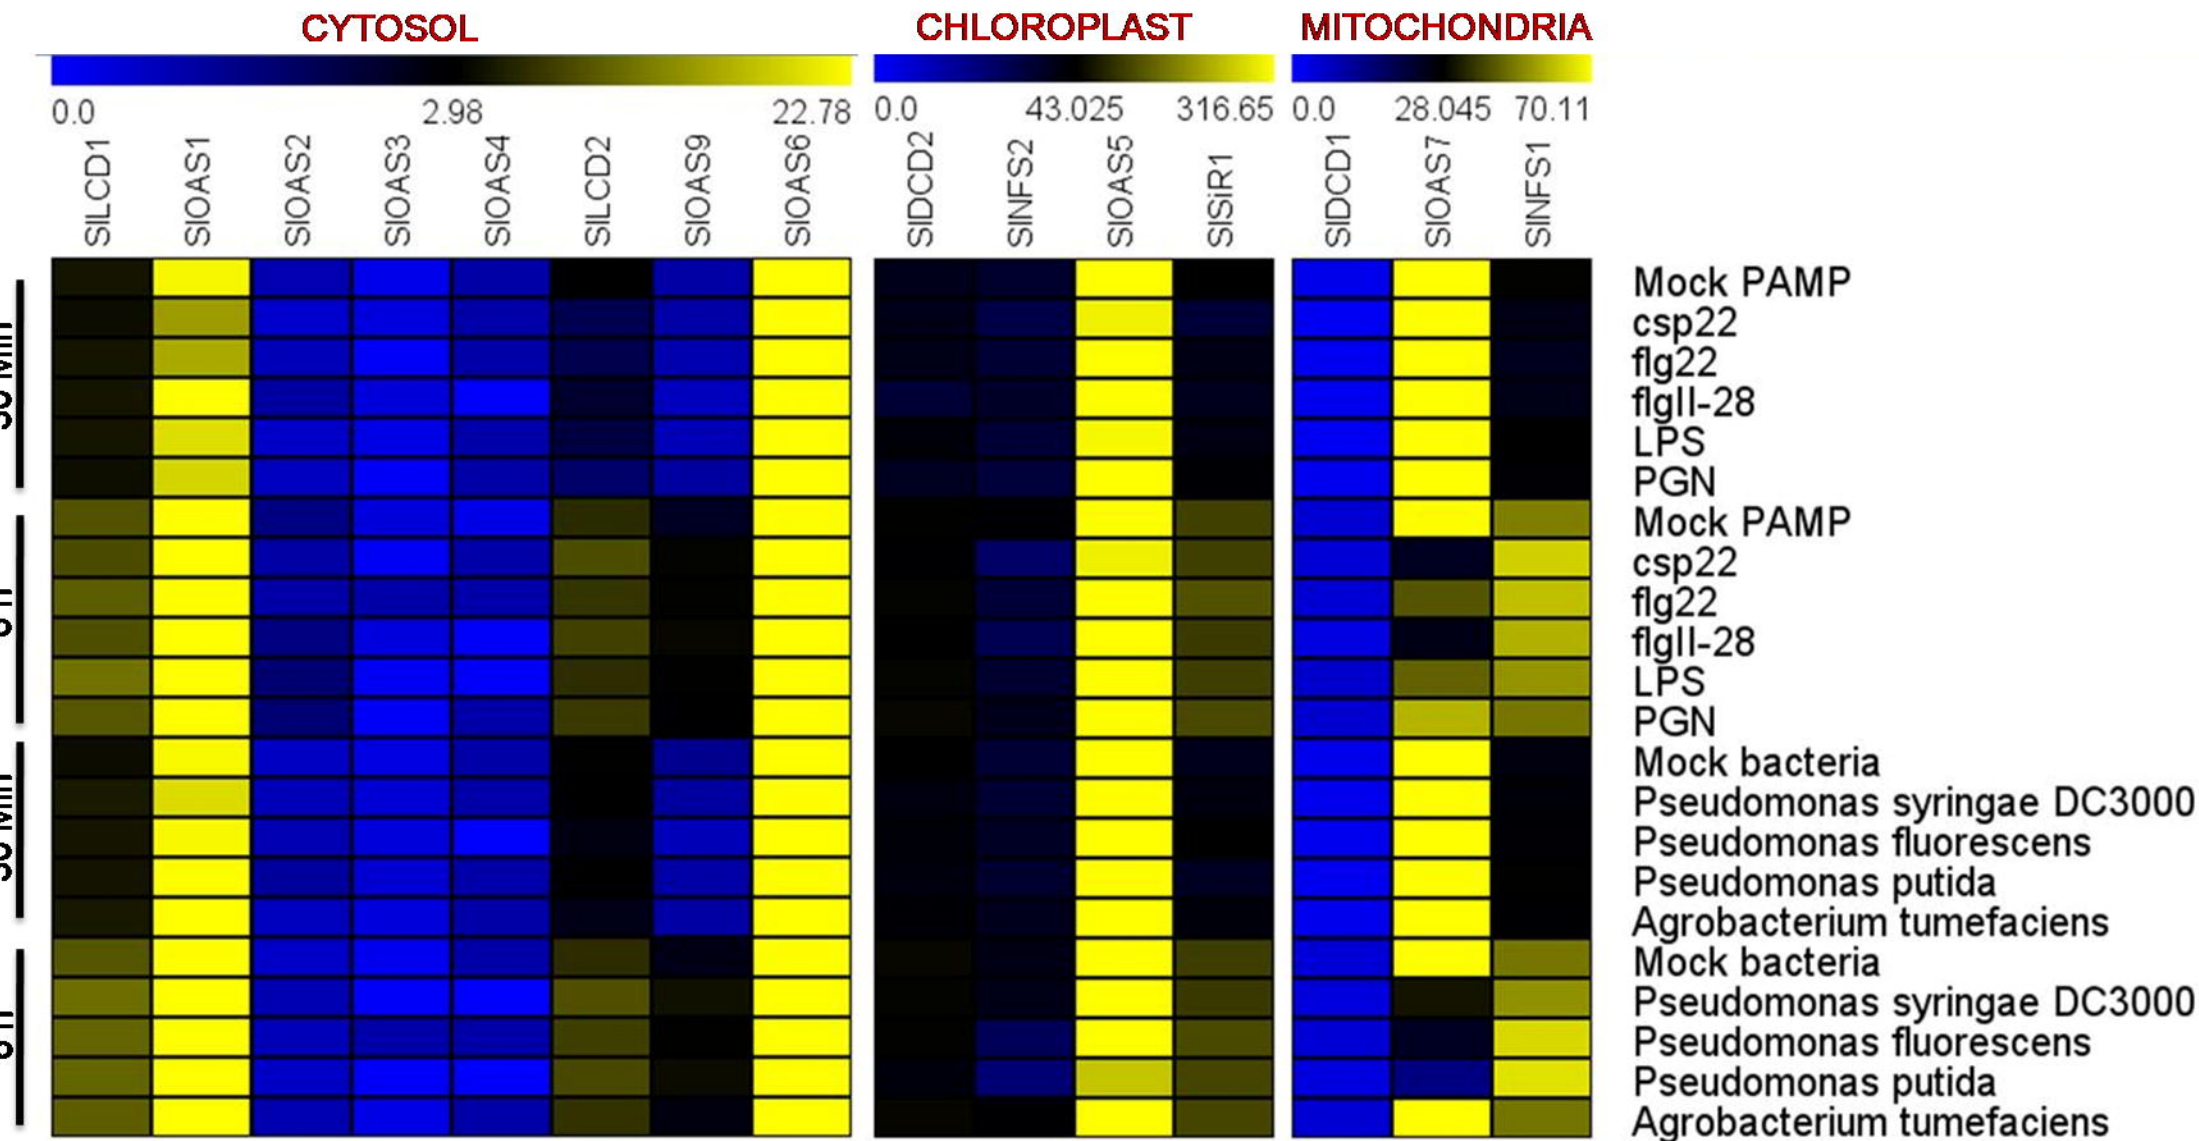 CYTOSOL CHLOROPLAST MITOCHONDRIA
0.0 2.98 22.78 0.0 43.025 316.65 0.0 28.045 70.11
SlLCD1 SlOAS1 SlOAS2 SlOAS3 SlOAS4 SlLCD2 SlOAS9 SlOAS6 SlDCD2 SlNFS2 SlOAS5 SlSiR1 SlDCD1 SlOAS7 SlNFS1
Mock PAMP
csp22
flg22
flgII-28
LPS
PGN
Mock PAMP
csp22
flg22
flgII-28
LPS
PGN
Mock bacteria
Pseudomonas syringae DC3000
Pseudomonas fluorescens
Pseudomonas putida
Agrobacterium tumefaciens
Mock bacteria
Pseudomonas syringae DC3000
Pseudomonas fluorescens
Pseudomonas putida
Agrobacterium tumefaciens